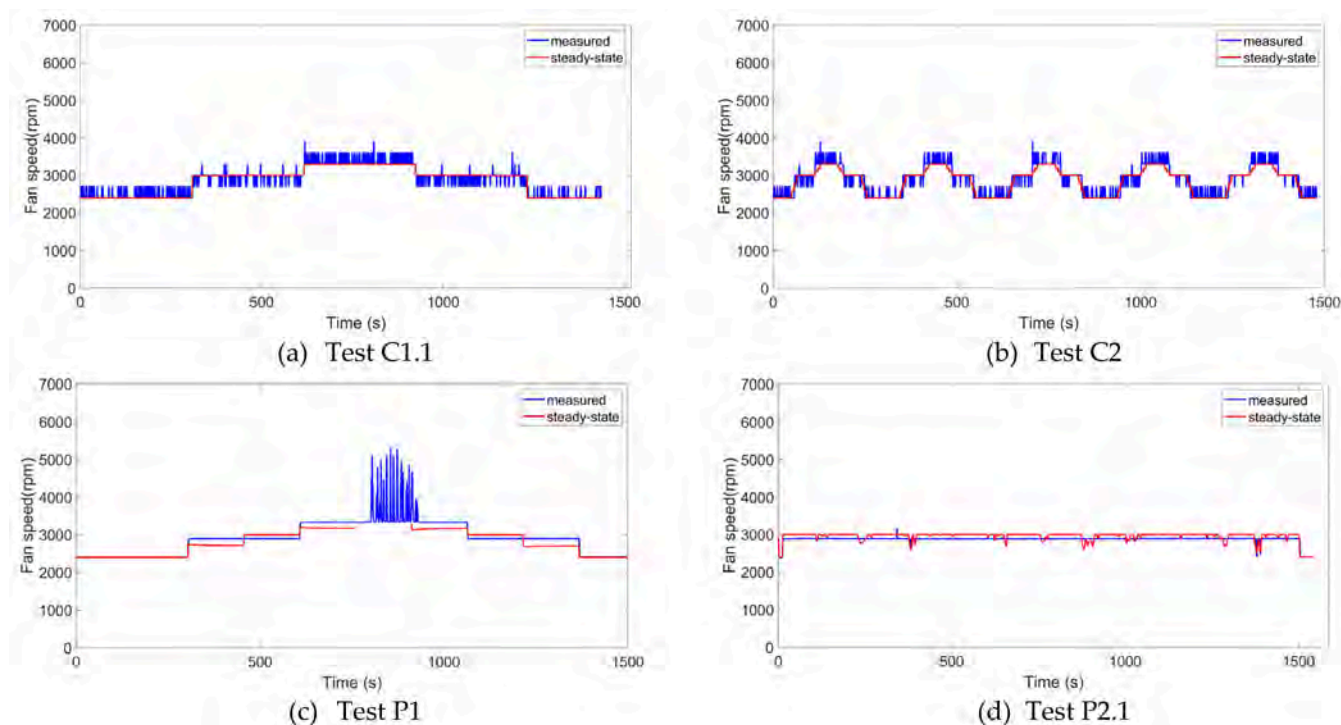 7000
6000
5000
4000
3000
2000
1000
0
Fan speed(rpm)
measured
steady-state
0 500 1000 1500
Time (s)
(a) Test C1.1
7000
6000
5000
4000
3000
2000
1000
0
Fan speed(rpm)
measured
steady-state
0 500 1000 1500
Time (s)
(b) Test C2
7000
6000
5000
4000
3000
2000
1000
0
Fan speed(rpm)
measured
steady-state
0 500 1000 1500
Time (s)
(c) Test P1
7000
6000
5000
4000
3000
2000
1000
0
Fan speed(rpm)
measured
steady-state
0 500 1000 1500
Time (s)
(d) Test P2.1